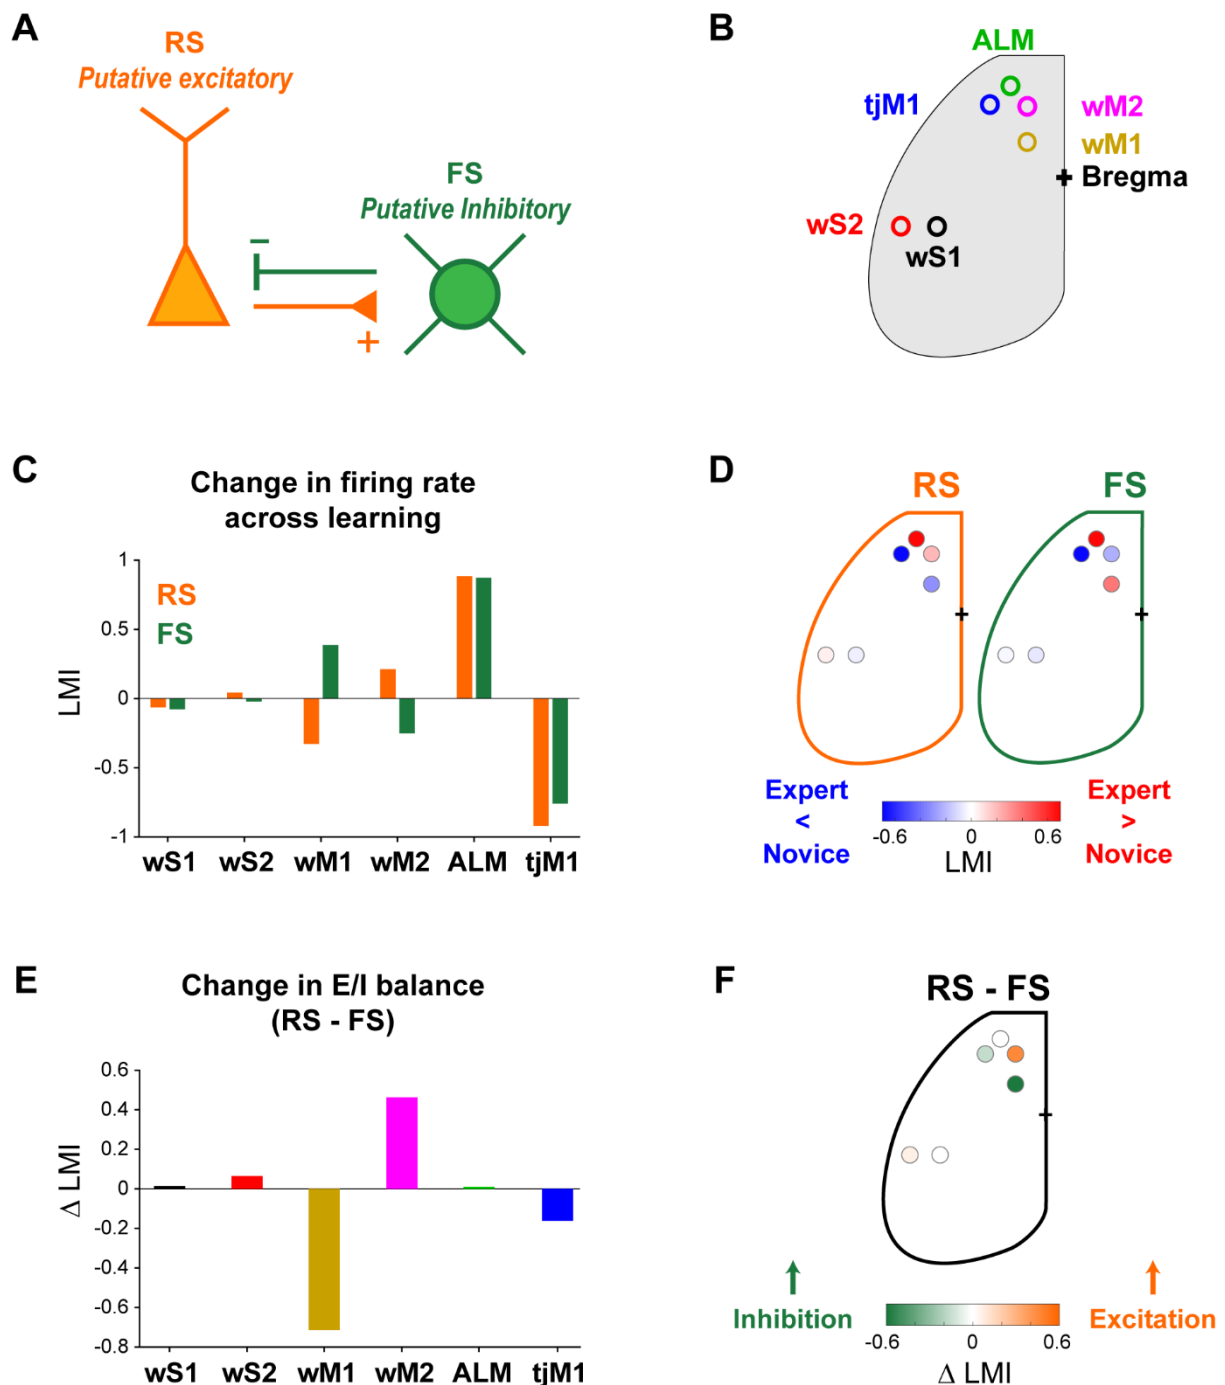 A
RS
Putative excitatory
FS
Putative Inhibitory
−
+
B
ALM
tjM1
wM2
wM1
Bregma
wS2
wS1
C
Change in firing rate
across learning
RS
FS
LMI
1
0.5
0
-0.5
-1
wS1 wS2 wM1 wM2 ALM tjM1
D
RS FS
Expert
<
Novice
-0.6 0 0.6
LMI
Expert
>
Novice
E
Change in E/I balance
(RS - FS)
Δ LMI
0.6
0.4
0.2
0
-0.2
-0.4
-0.6
-0.8
wS1 wS2 wM1 wM2 ALM tjM1
F
RS - FS
Inhibition
-0.6 0 0.6
Δ LMI
Excitation